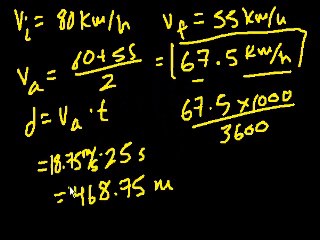 Vi = 80 km/h Vf = 55 km/h
Va = 80+55 / 2 = 67.5 km/h
d = Va · t 67.5 × 1000 / 3600
= 18.75 m/s · 25 s
= 468.75 m